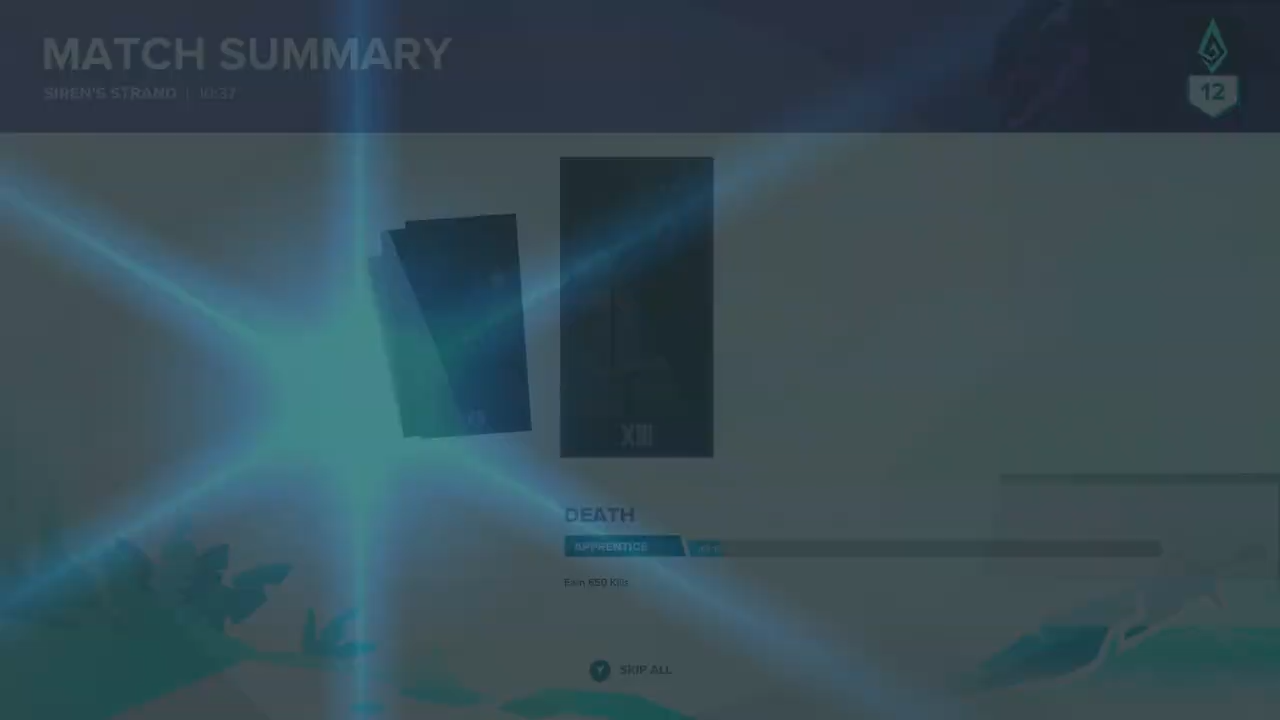 MATCH SUMMARY
SIREN'S STRAND | 10:37
12
XIII
DEATH
APPRENTICE
Earn 650 Kills
Y SKIP ALL